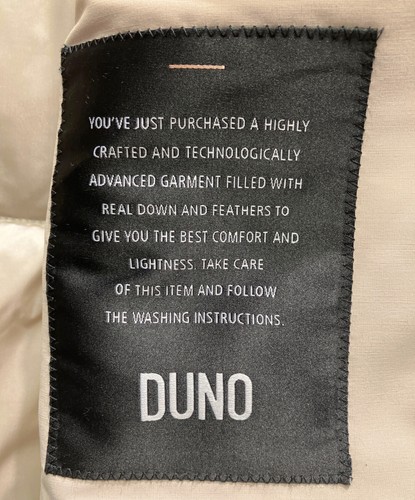 YOU'VE JUST PURCHASED A HIGHLY
CRAFTED AND TECHNOLOGICALLY
ADVANCED GARMENT FILLED WITH
REAL DOWN AND FEATHERS TO
GIVE YOU THE BEST COMFORT AND
LIGHTNESS. TAKE CARE
OF THIS ITEM AND FOLLOW
THE WASHING INSTRUCTIONS.
DUNO